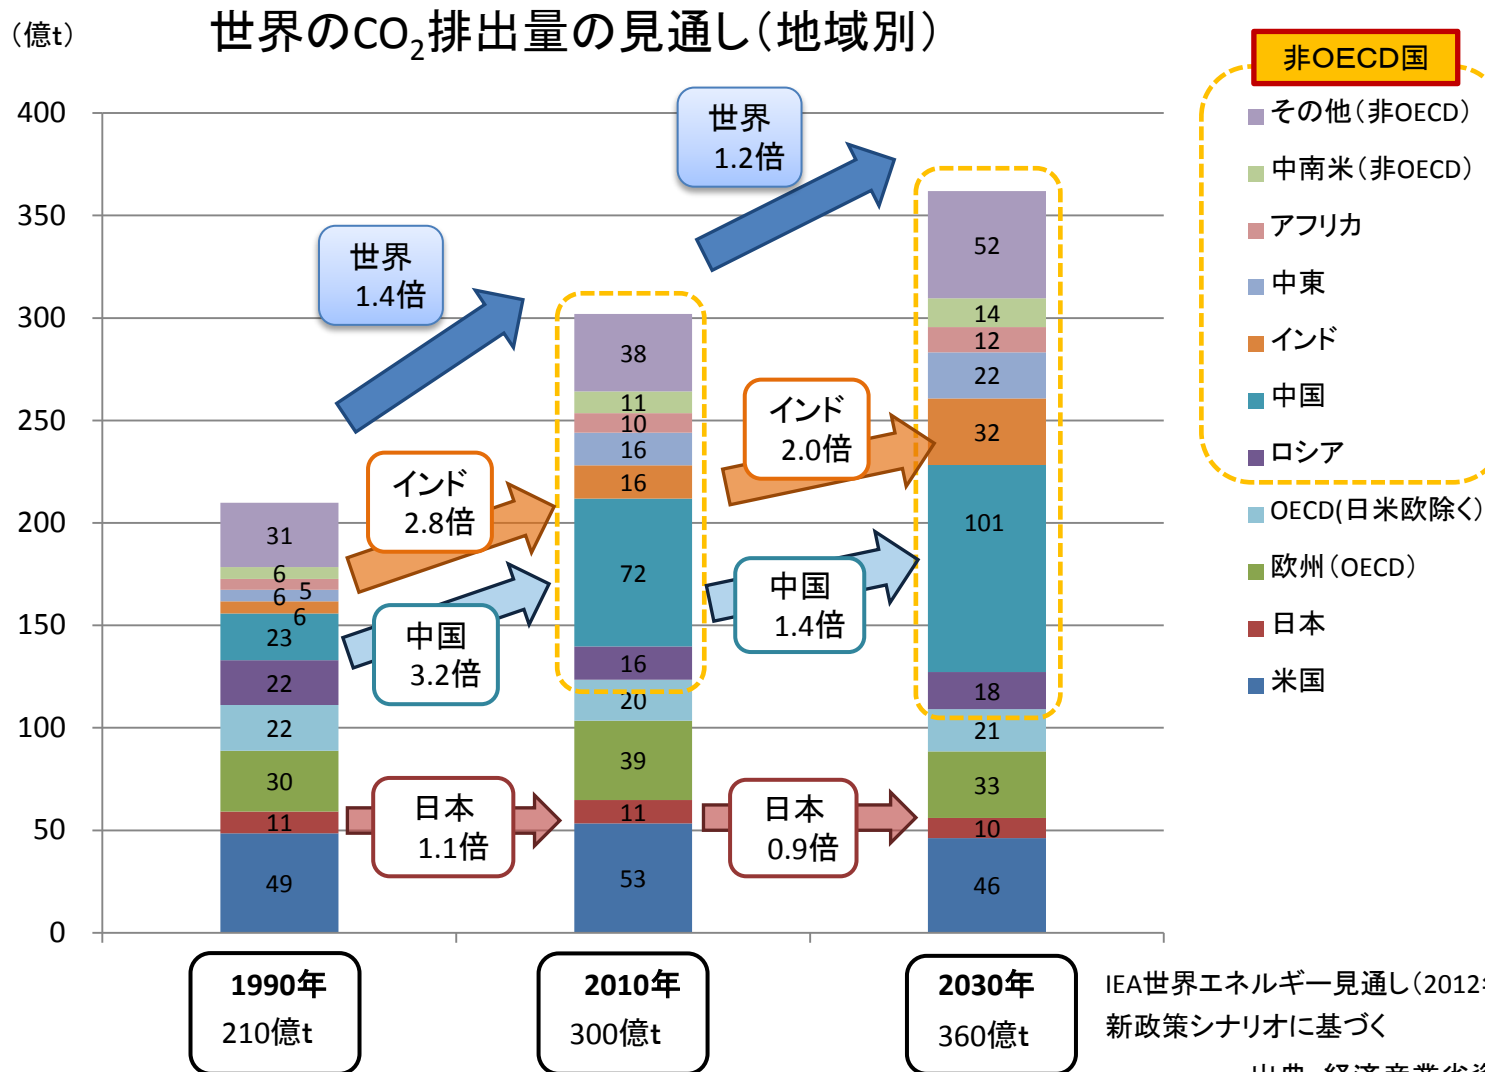 （億t）
世界のCO2排出量の見通し（地域別）
非OECD国
400
350
300
250
200
150
100
50
0
世界
1.4倍
世界
1.2倍
インド
2.8倍
インド
2.0倍
中国
3.2倍
中国
1.4倍
日本
1.1倍
日本
0.9倍
31
6
5
6
6
23
22
22
30
11
49
38
11
10
16
16
72
16
20
39
11
53
52
14
12
22
32
101
18
21
33
10
46
その他（非OECD）
中南米（非OECD）
アフリカ
中東
インド
中国
ロシア
OECD(日米欧除く)
欧州（OECD）
日本
米国
1990年
210億t
2010年
300億t
2030年
360億t
IEA世界エネルギー見通し（2012
新政策シナリオに基づく
出典 経済産業省